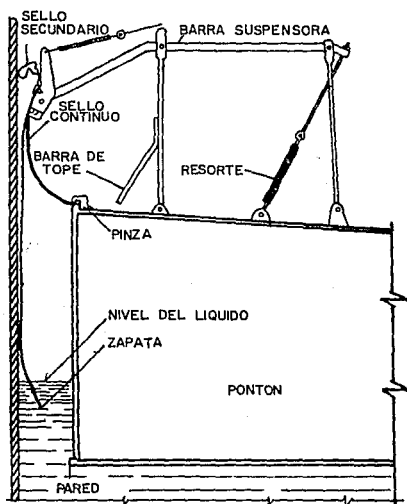 SELLO
SECUNDARIO
BARRA SUSPENSORA
SELLO
CONTINUO
BARRA DE
TOPE
RESORTE
PINZA
NIVEL DEL LIQUIDO
ZAPATA
PONTON
PARED